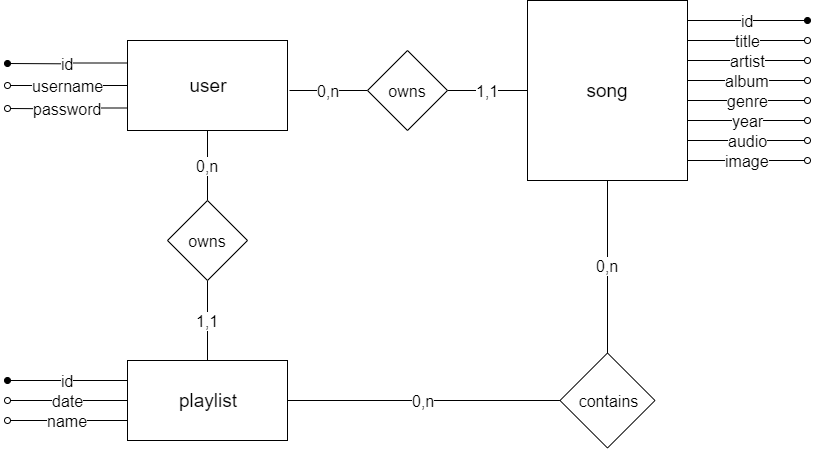 id
username
password
user
0,n
owns
1,1
song
id
title
artist
album
genre
year
audio
image
0,n
owns
1,1
0,n
id
date
name
playlist
0,n
contains